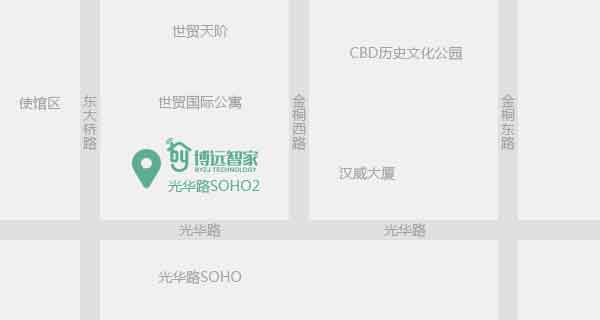 世贸天阶
CBD历史文化公园
使馆区
东大桥路
世贸国际公寓
金桐西路
金桐东路
by 博远智家
BYZJ TECHNOLOGY
光华路SOHO2
汉威大厦
光华路
光华路
光华路SOHO